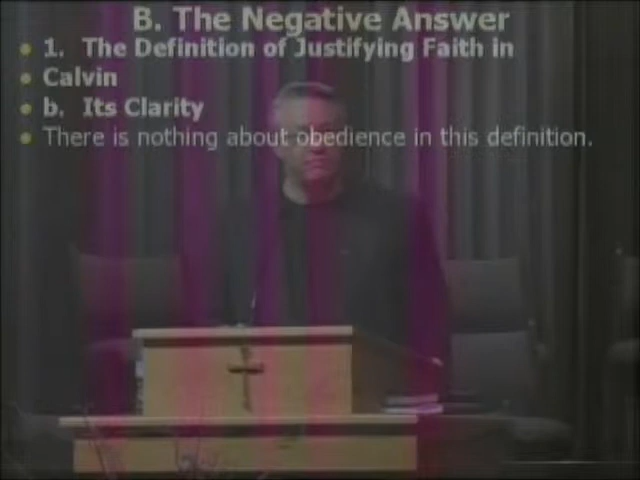 B. The Negative Answer
1. The Definition of Justifying Faith in
Calvin
b. Its Clarity
There is nothing about obedience in this definition.